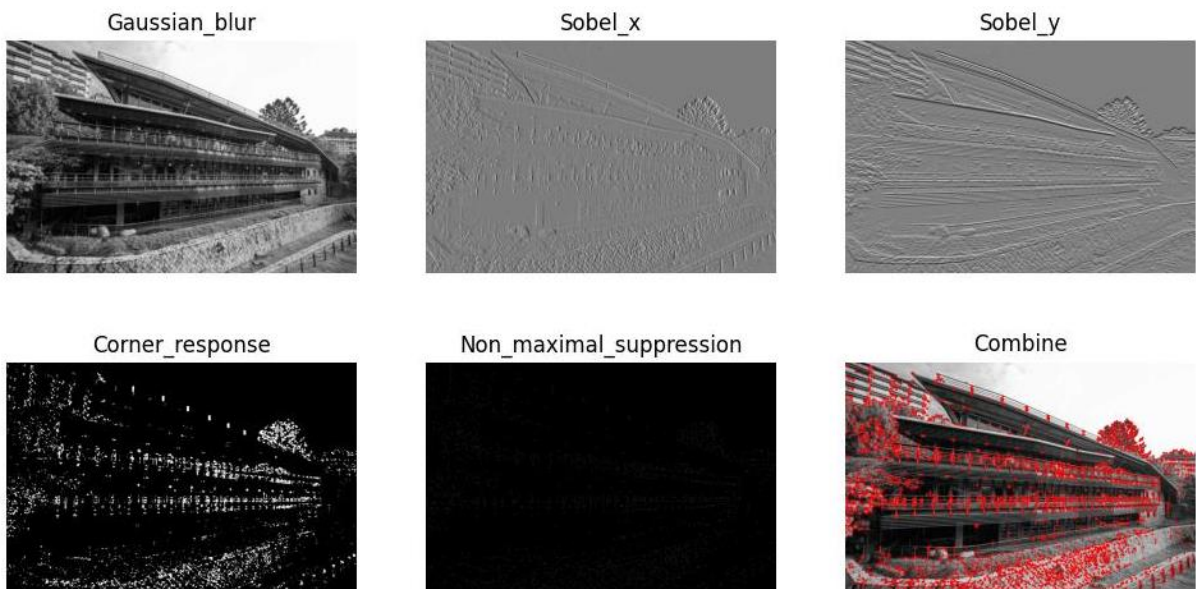 Gaussian_blur
Sobel_x
Sobel_y
Corner_response
Non_maximal_suppression
Combine